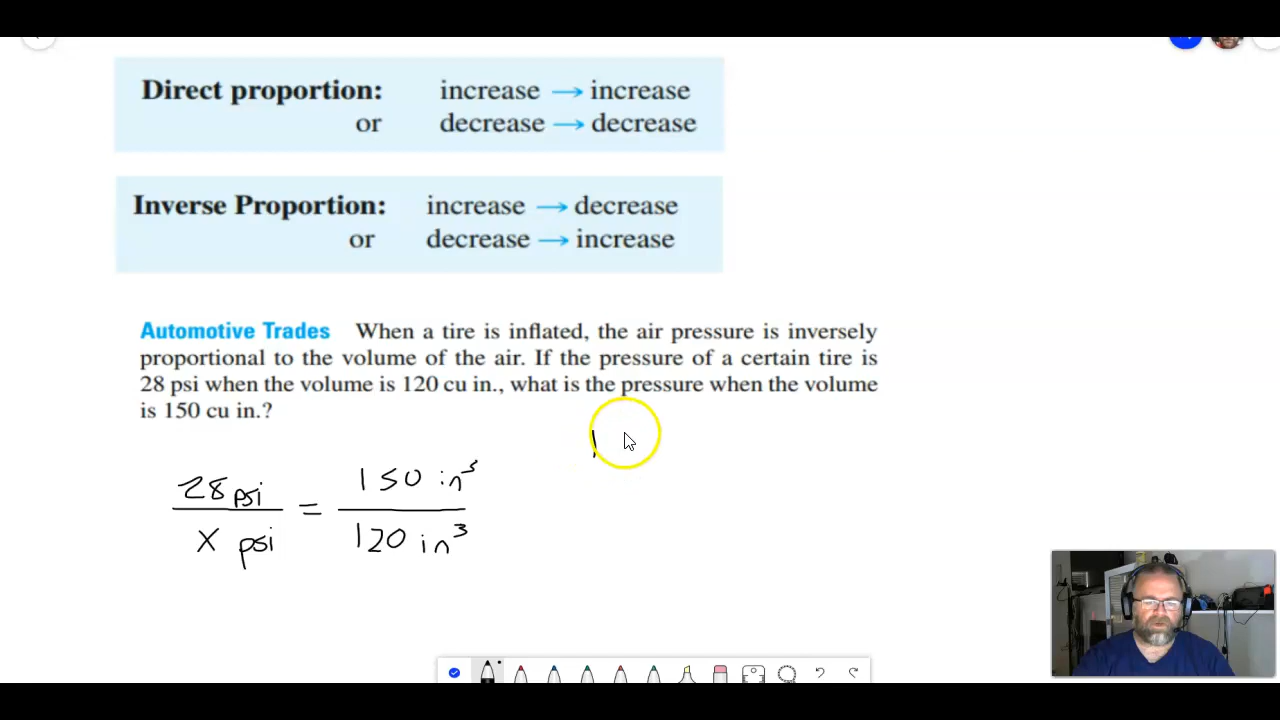 Direct proportion: increase → increase
or decrease → decrease
Inverse Proportion: increase → decrease
or decrease → increase
Automotive Trades When a tire is inflated, the air pressure is inversely
proportional to the volume of the air. If the pressure of a certain tire is
28 psi when the volume is 120 cu in., what is the pressure when the volume
is 150 cu in.?
28 psi = 150 in³
x psi 120 in³